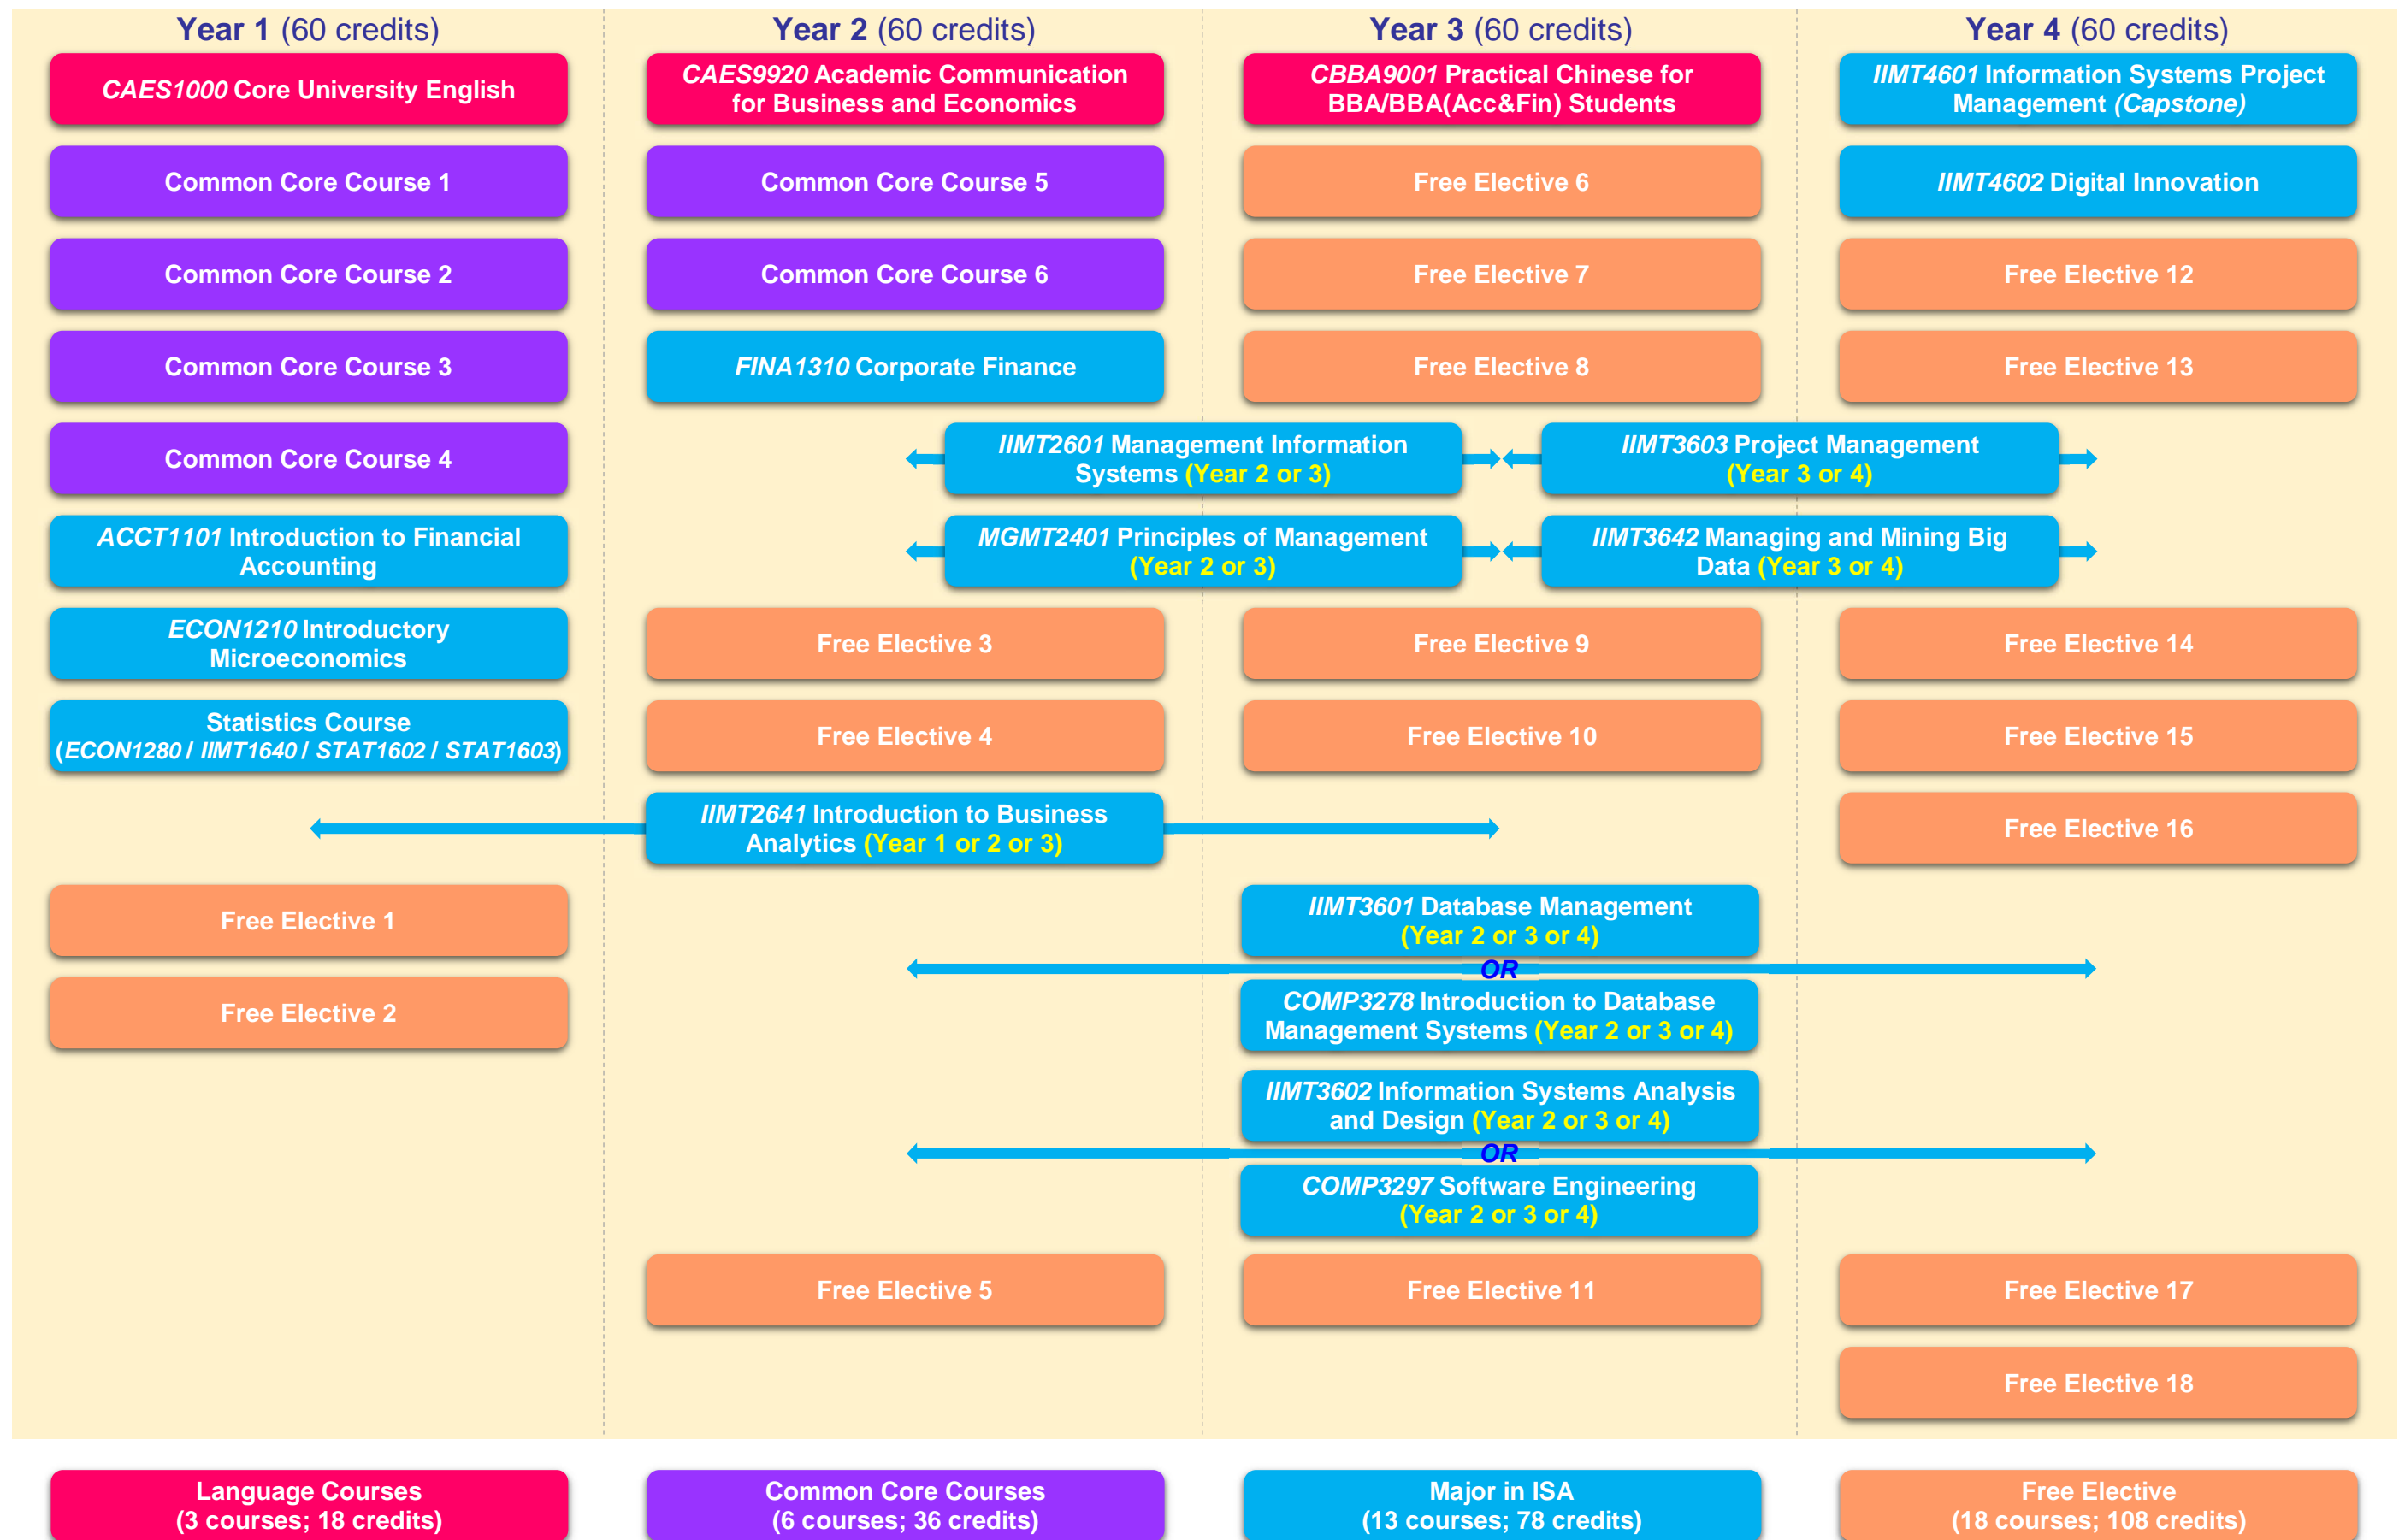 Year 1 (60 credits)
CAES1000 Core University English
Common Core Course 1
Common Core Course 2
Common Core Course 3
Common Core Course 4
ACCT1101 Introduction to Financial
Accounting
ECON1210 Introductory
Microeconomics
Statistics Course
(ECON1280 / IIMT1640 / STAT1602 / STAT1603)
Free Elective 1
Free Elective 2
Year 2 (60 credits)
CAES9920 Academic Communication
for Business and Economics
Common Core Course 5
Common Core Course 6
FINA1310 Corporate Finance
IIMT2601 Management Information
Systems (Year 2 or 3)
MGMT2401 Principles of Management
(Year 2 or 3)
Free Elective 3
Free Elective 4
IIMT2641 Introduction to Business
Analytics (Year 1 or 2 or 3)
Free Elective 5
Year 3 (60 credits)
CBBA9001 Practical Chinese for
BBA/BBA(Acc&Fin) Students
Free Elective 6
Free Elective 7
Free Elective 8
IIMT3603 Project Management
(Year 3 or 4)
IIMT3642 Managing and Mining Big
Data (Year 3 or 4)
Free Elective 9
Free Elective 10
IIMT3601 Database Management
(Year 2 or 3 or 4)
OR
COMP3278 Introduction to Database
Management Systems (Year 2 or 3 or 4)
IIMT3602 Information Systems Analysis
and Design (Year 2 or 3 or 4)
OR
COMP3297 Software Engineering
(Year 2 or 3 or 4)
Free Elective 11
Year 4 (60 credits)
IIMT4601 Information Systems Project
Management (Capstone)
IIMT4602 Digital Innovation
Free Elective 12
Free Elective 13
Free Elective 14
Free Elective 15
Free Elective 16
Free Elective 17
Free Elective 18
Language Courses
(3 courses; 18 credits)
Common Core Courses
(6 courses; 36 credits)
Major in ISA
(13 courses; 78 credits)
Free Elective
(18 courses; 108 credits)